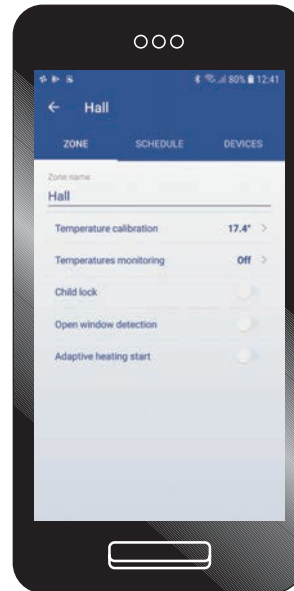 80% 12:41
← Hall
ZONE SCHEDULE DEVICES
Zone name
Hall
Temperature calibration 17.4° >
Temperatures monitoring Off >
Child lock
Open window detection
Adaptive heating start